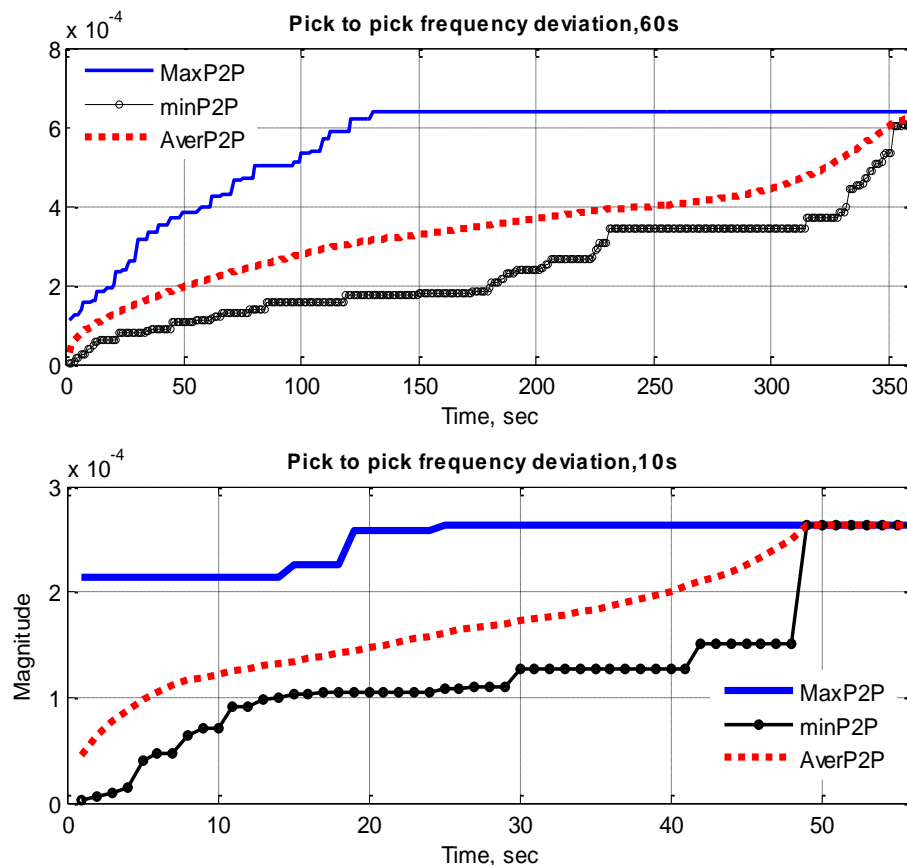 Pick to pick frequency deviation,60s
x 10^-4
8
6
4
2
0
MaxP2P
minP2P
AverP2P
0 50 100 150 200 250 300 350
Time, sec
Pick to pick frequency deviation,10s
x 10^-4
3
2
1
0
Magnitude
MaxP2P
minP2P
AverP2P
0 10 20 30 40 50
Time, sec